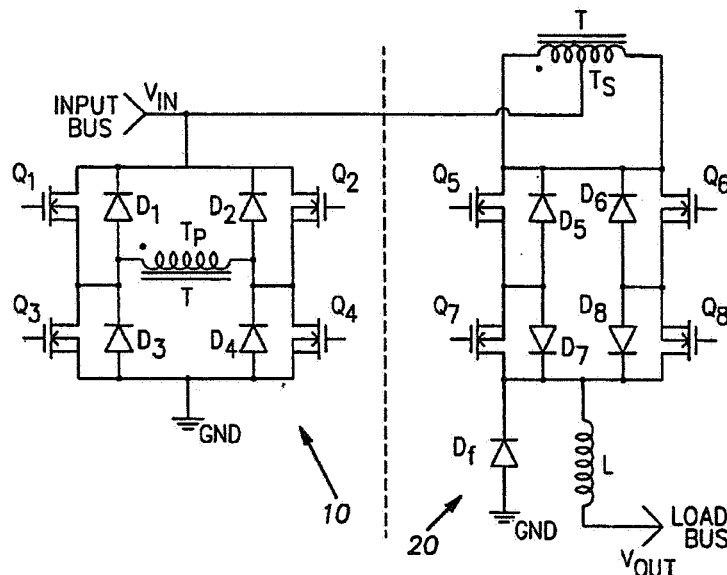 T
T_S
INPUT BUS
V_IN
Q_1
D_1
D_2
Q_2
T_P
T
Q_3
D_3
D_4
Q_4
GND
10
Q_5
D_5
D_6
Q_6
Q_7
D_7
D_8
Q_8
D_f
L
GND
20
LOAD BUS
V_OUT